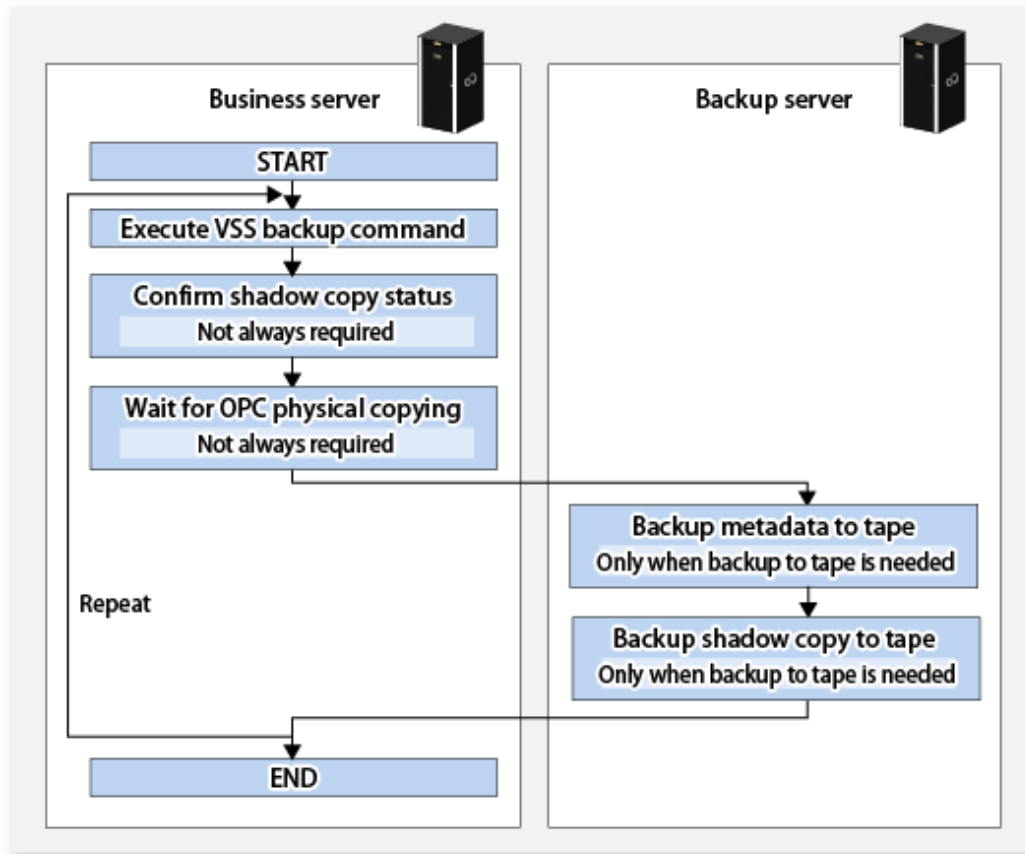 Business server
Backup server
START
Execute VSS backup command
Confirm shadow copy status
Not always required
Wait for OPC physical copying
Not always required
Backup metadata to tape
Only when backup to tape is needed
Repeat
Backup shadow copy to tape
Only when backup to tape is needed
END